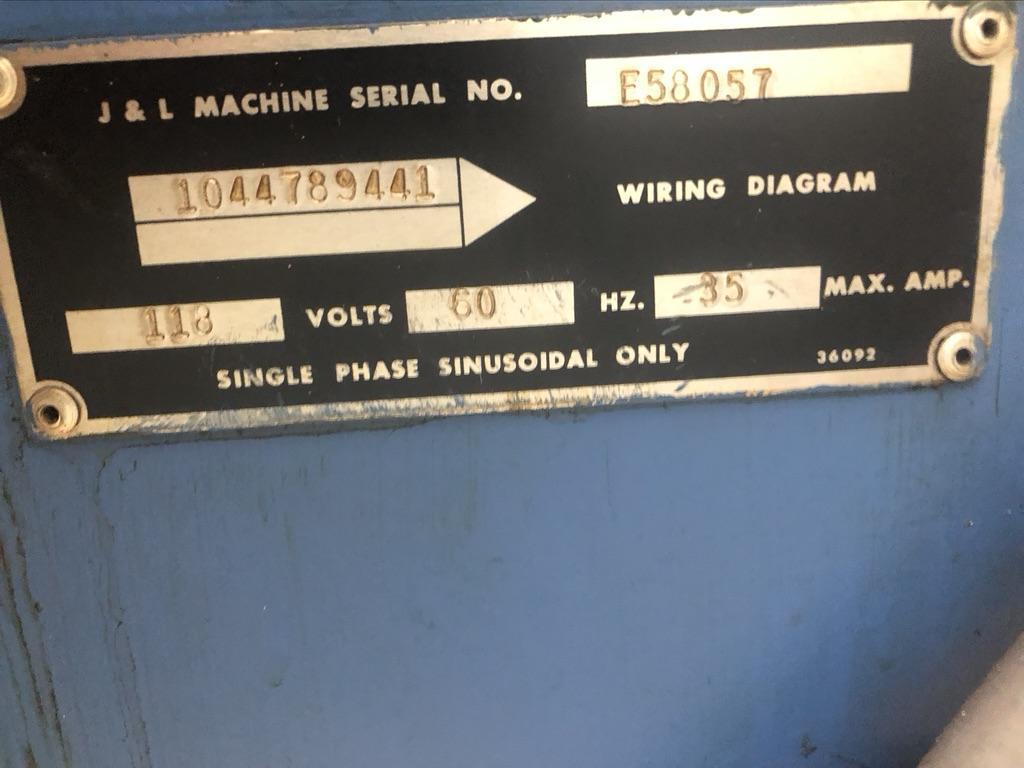 J & L MACHINE SERIAL NO. E58057
1044789441 WIRING DIAGRAM
118 VOLTS 60 HZ. 35 MAX. AMP.
SINGLE PHASE SINUSOIDAL ONLY 36092